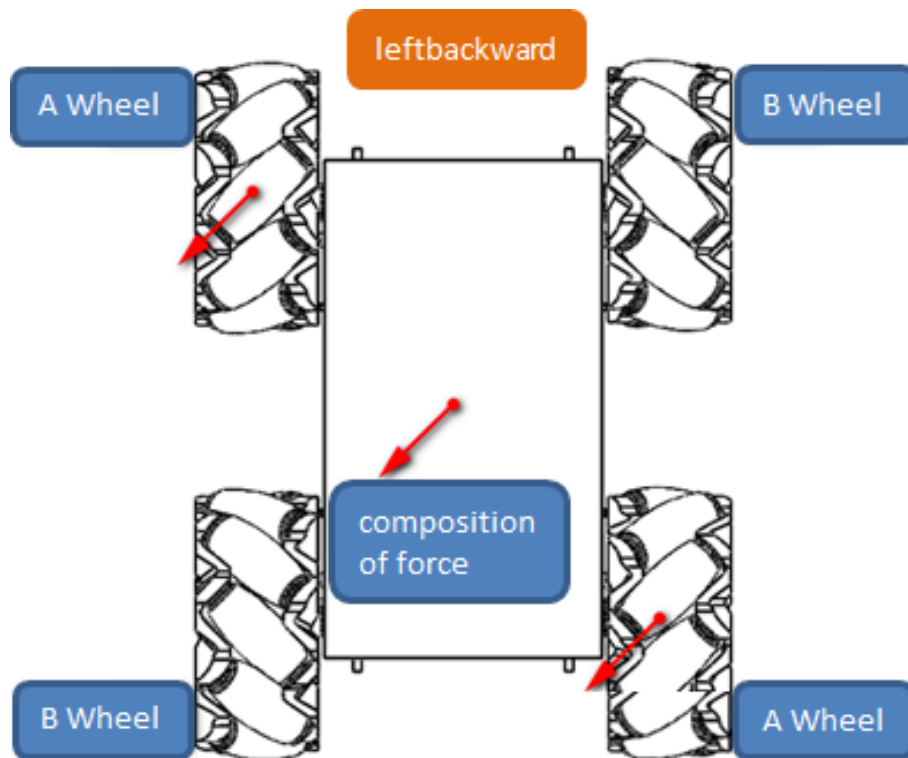 leftbackward
A Wheel
B Wheel
composition
of force
B Wheel
A Wheel